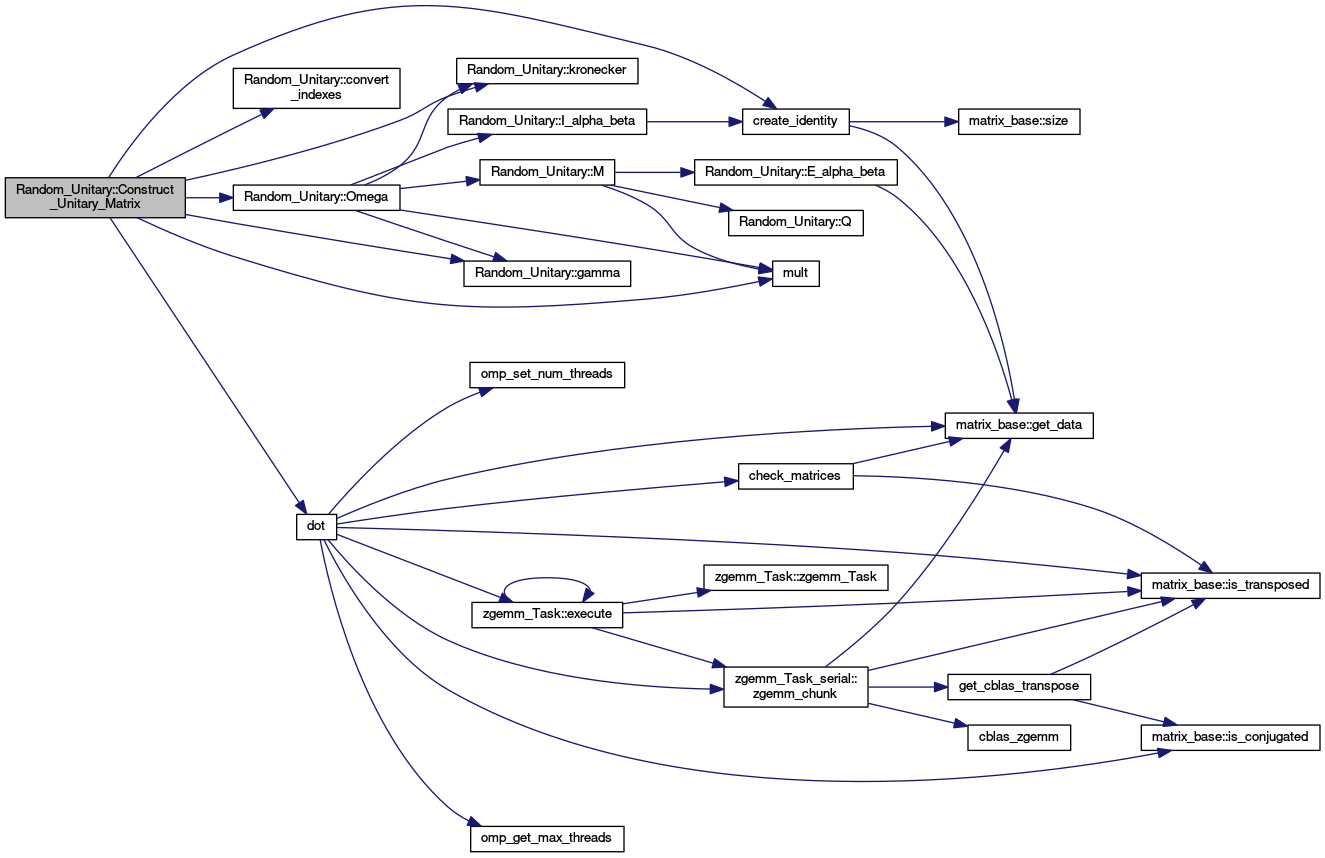 Random_Unitary::Construct
_Unitary_Matrix
Random_Unitary::convert
_indexes
Random_Unitary::kronecker
Random_Unitary::I_alpha_beta
create_identity
matrix_base::size
Random_Unitary::Omega
Random_Unitary::M
Random_Unitary::E_alpha_beta
Random_Unitary::Q
Random_Unitary::gamma
mult
omp_set_num_threads
matrix_base::get_data
check_matrices
dot
zgemm_Task::zgemm_Task
matrix_base::is_transposed
zgemm_Task::execute
zgemm_Task_serial::
zgemm_chunk
get_cblas_transpose
cblas_zgemm
matrix_base::is_conjugated
omp_get_max_threads